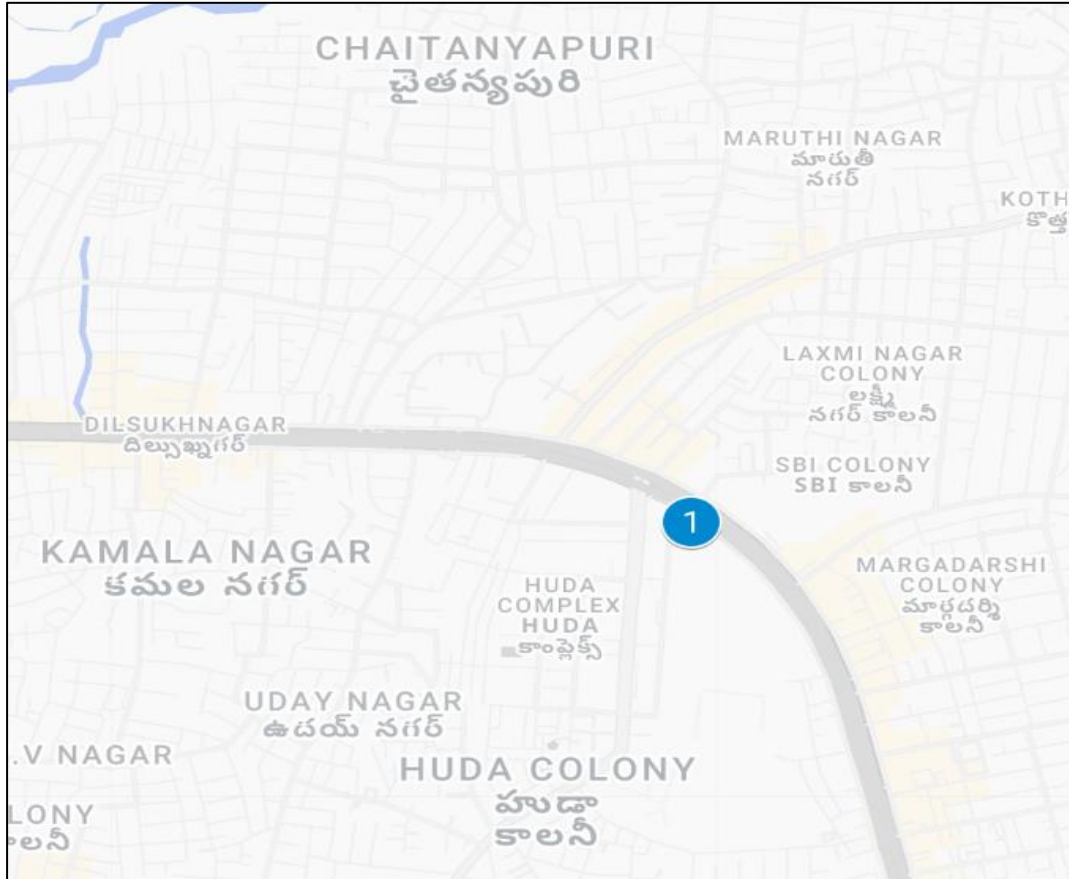 CHAITANYAPURI
చైతన్యపురి
MARUTHI NAGAR
మారుతీ
నగర్
KOTH
కొత్త
LAXMI NAGAR
COLONY
లక్ష్మీ
నగర్ కాలనీ
DILSUKHNAGAR
దిల్సుఖ్నగర్
SBI COLONY
SBI కాలనీ
1
KAMALA NAGAR
కమల నగర్
MARGADARSHI
COLONY
మార్గదర్శి
కాలనీ
HUDA
COMPLEX
HUDA
కాంప్లెక్స్
UDAY NAGAR
ఉదయ్ నగర్
.V NAGAR
HUDA COLONY
హుడా
కాలనీ
LONY
ాలనీ